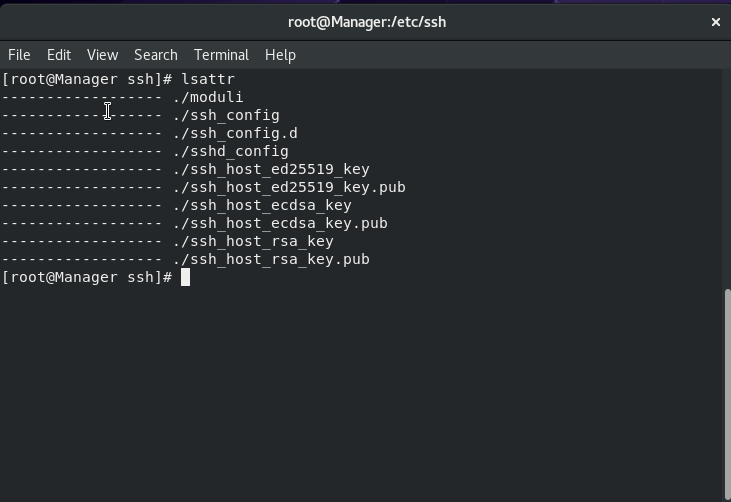 root@Manager:/etc/ssh
×
File Edit View Search Terminal Help
[root@Manager ssh]# lsattr
------------------ ./moduli
------------------ ./ssh_config
------------------ ./ssh_config.d
------------------ ./sshd_config
------------------ ./ssh_host_ed25519_key
------------------ ./ssh_host_ed25519_key.pub
------------------ ./ssh_host_ecdsa_key
------------------ ./ssh_host_ecdsa_key.pub
------------------ ./ssh_host_rsa_key
------------------ ./ssh_host_rsa_key.pub
[root@Manager ssh]#